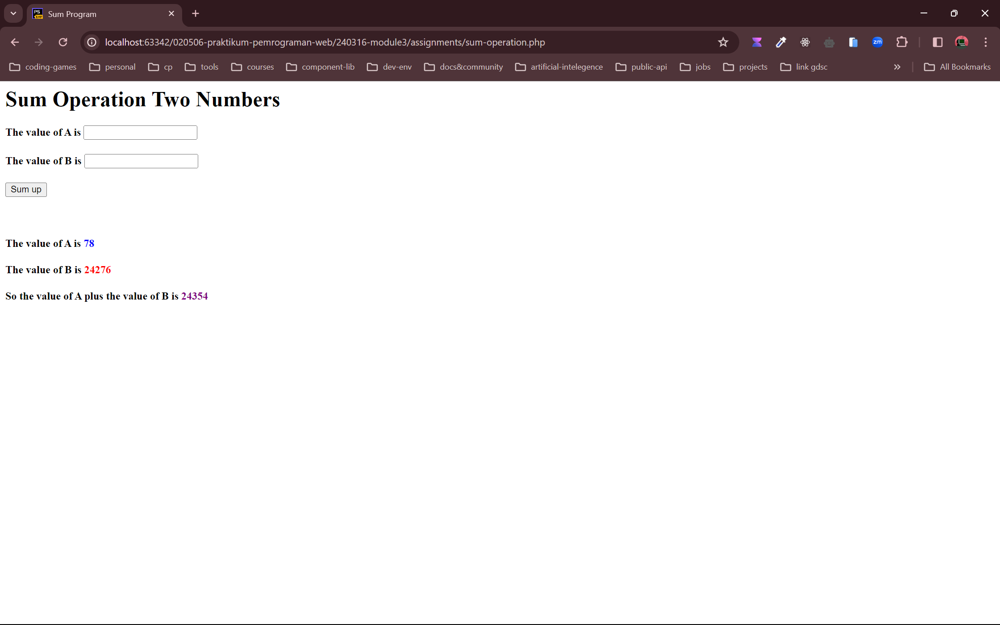 Sum Program
localhost:63342/020506-praktikum-pemrograman-web/240316-module3/assignments/sum-operation.php
zm
coding-games personal cp tools courses component-lib dev-env docs&community artificial-intelegence public-api jobs projects link gdsc All Bookmarks
Sum Operation Two Numbers
The value of A is
The value of B is
Sum up
The value of A is 78
The value of B is 24276
So the value of A plus the value of B is 24354